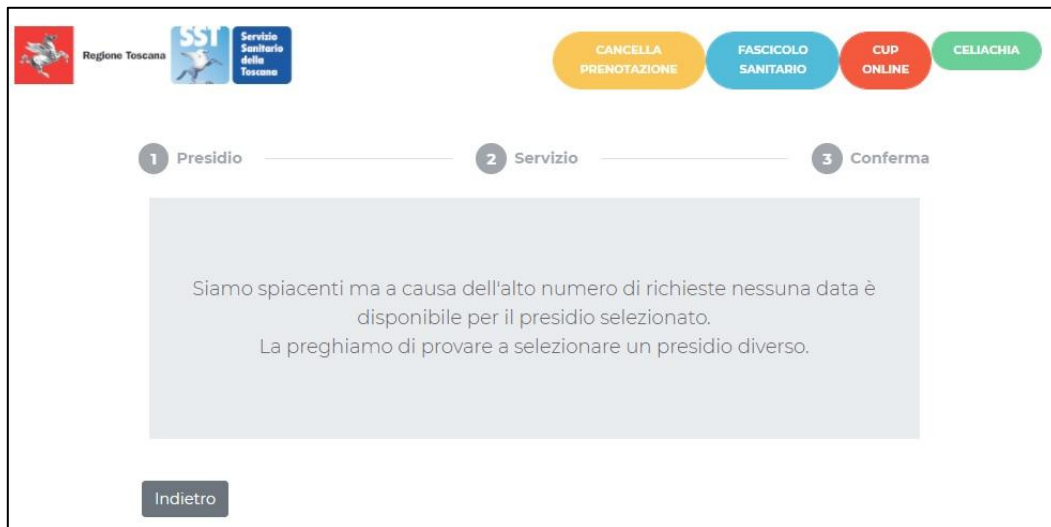 Regione Toscana
SST
Servizio
Sanitario
della
Toscana
CANCELLA
PRENOTAZIONE
FASCICOLO
SANITARIO
CUP
ONLINE
CELIACHIA
1 Presidio
2 Servizio
3 Conferma
Siamo spiacenti ma a causa dell'alto numero di richieste nessuna data è
disponibile per il presidio selezionato.
La preghiamo di provare a selezionare un presidio diverso.
Indietro